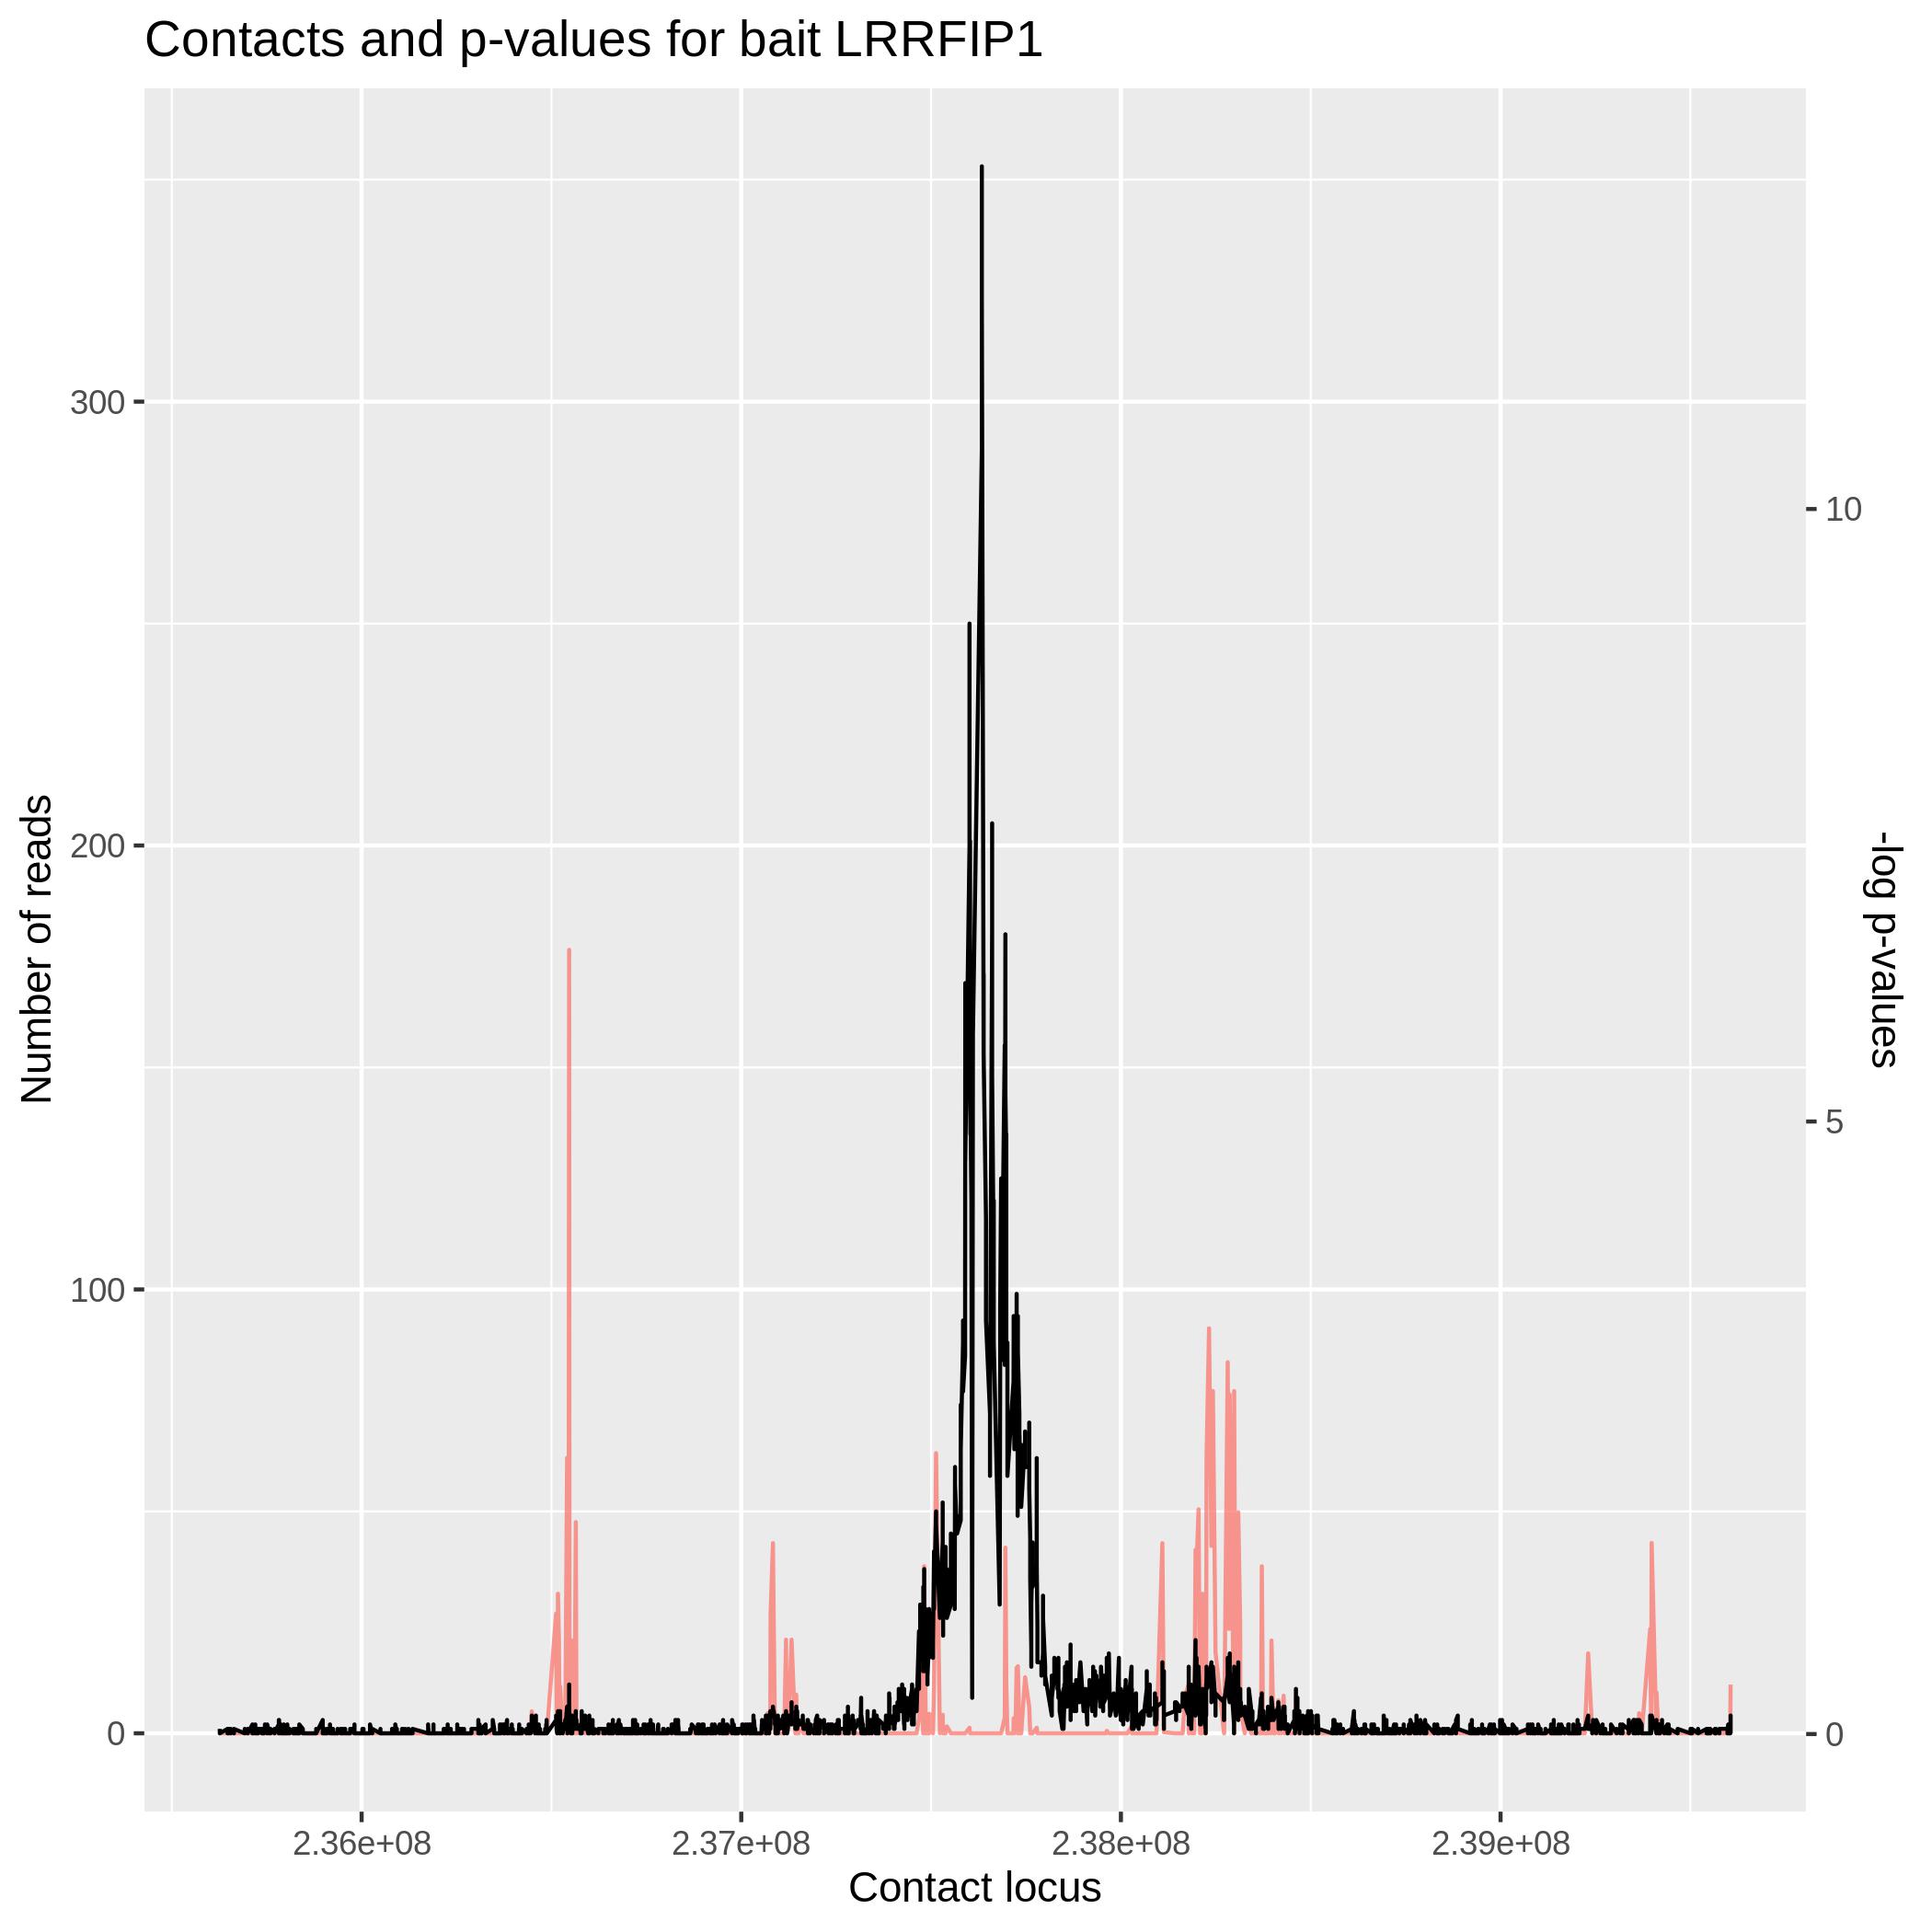 Contacts and p-values for bait LRRFIP1
Number of reads
300
200
100
0
10
5
0
-log p-values
2.36e+08
2.37e+08
2.38e+08
2.39e+08
Contact locus